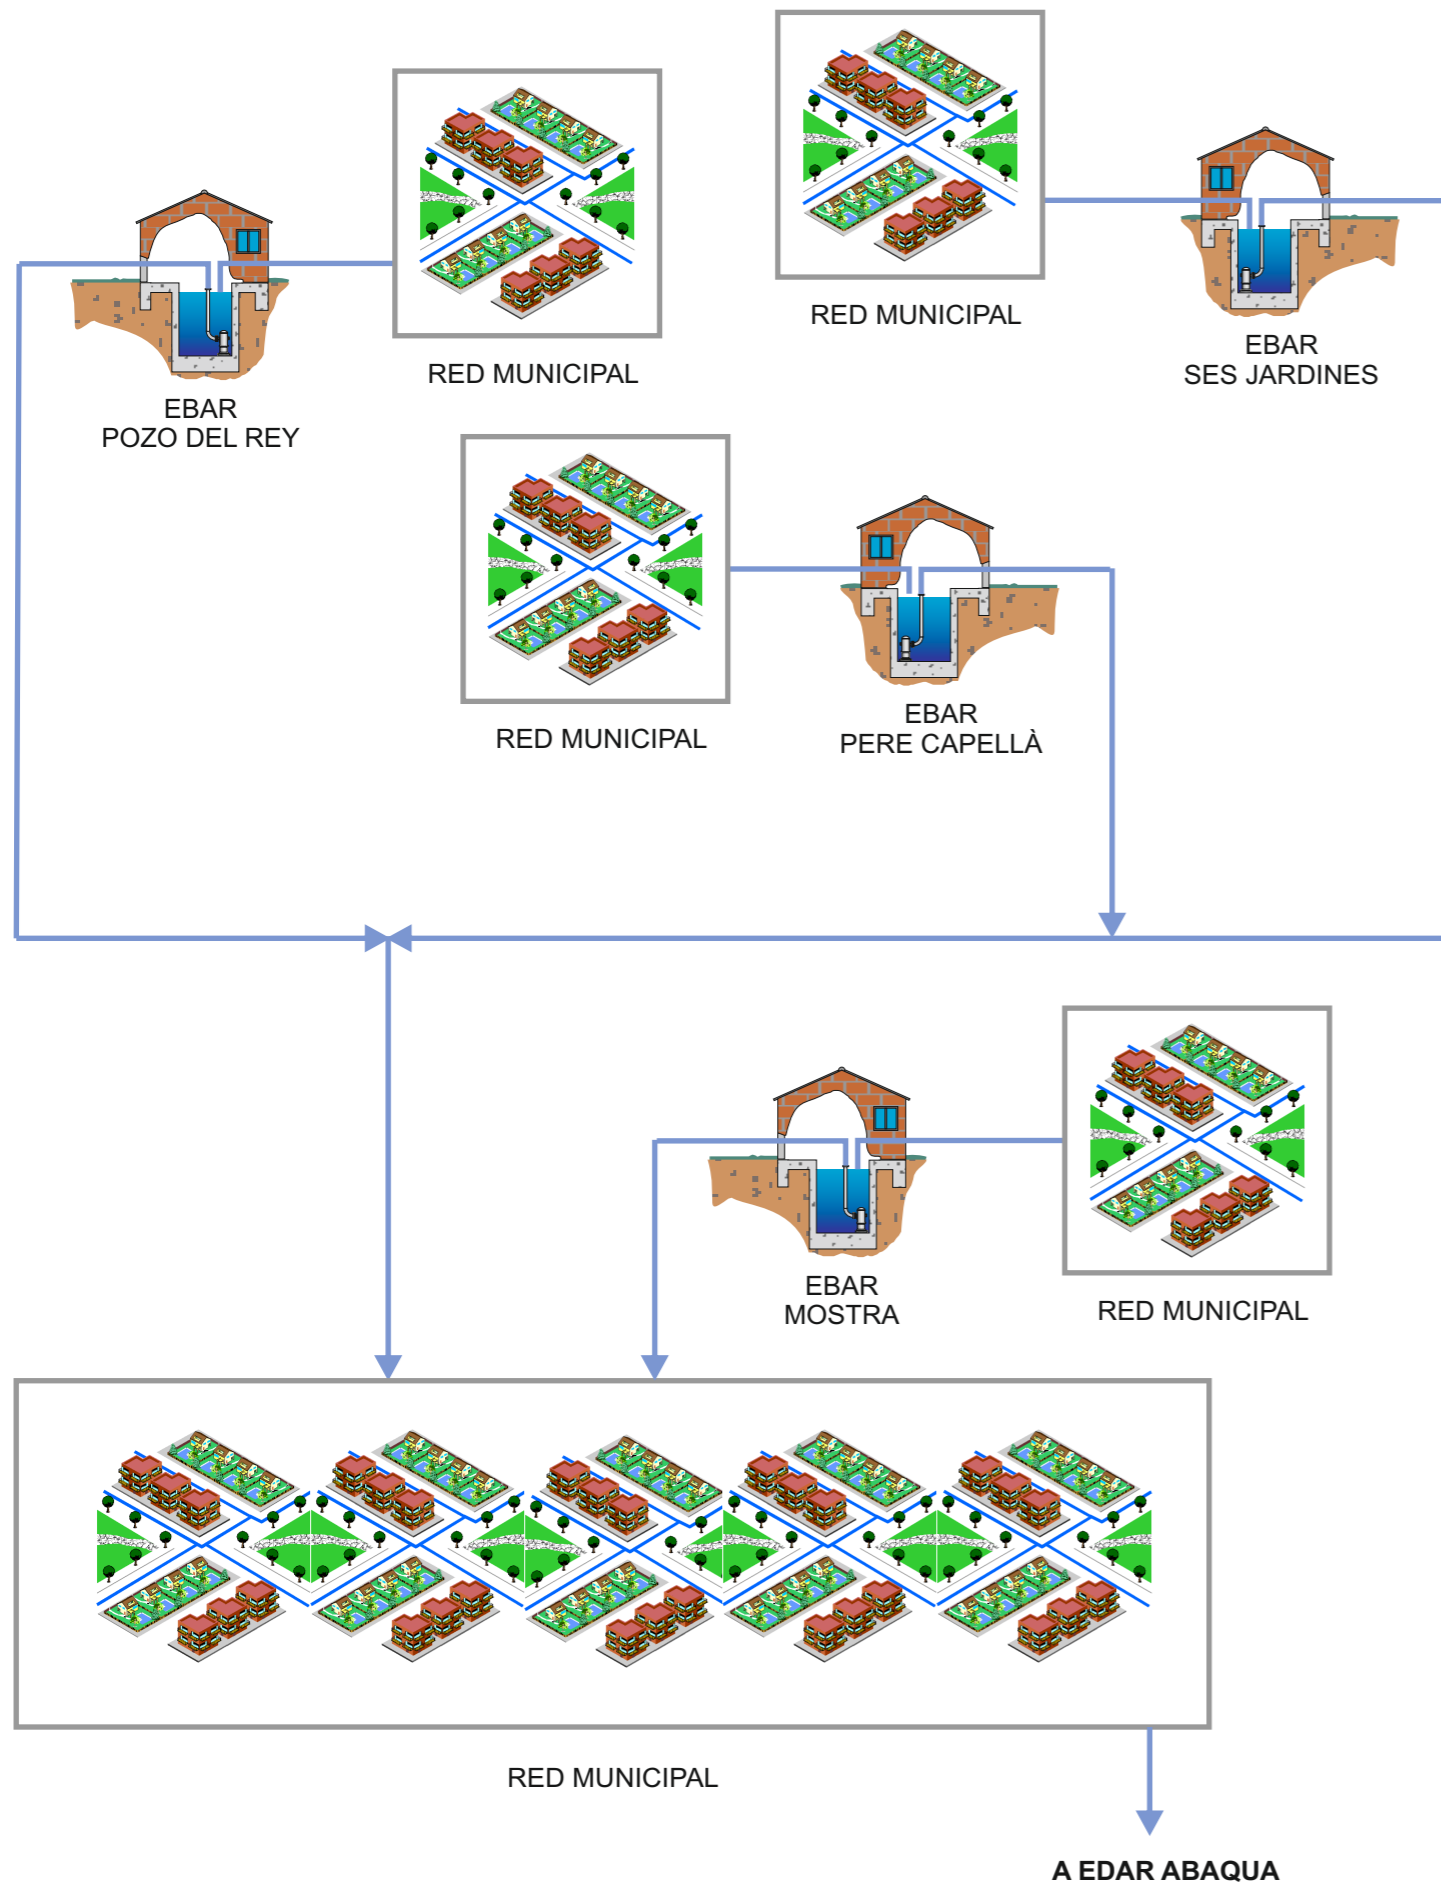 RED MUNICIPAL
EBAR
SES JARDINES
RED MUNICIPAL
EBAR
POZO DEL REY
RED MUNICIPAL
EBAR
PERE CAPELLÀ
EBAR
MOSTRA
RED MUNICIPAL
RED MUNICIPAL
A EDAR ABAQUA